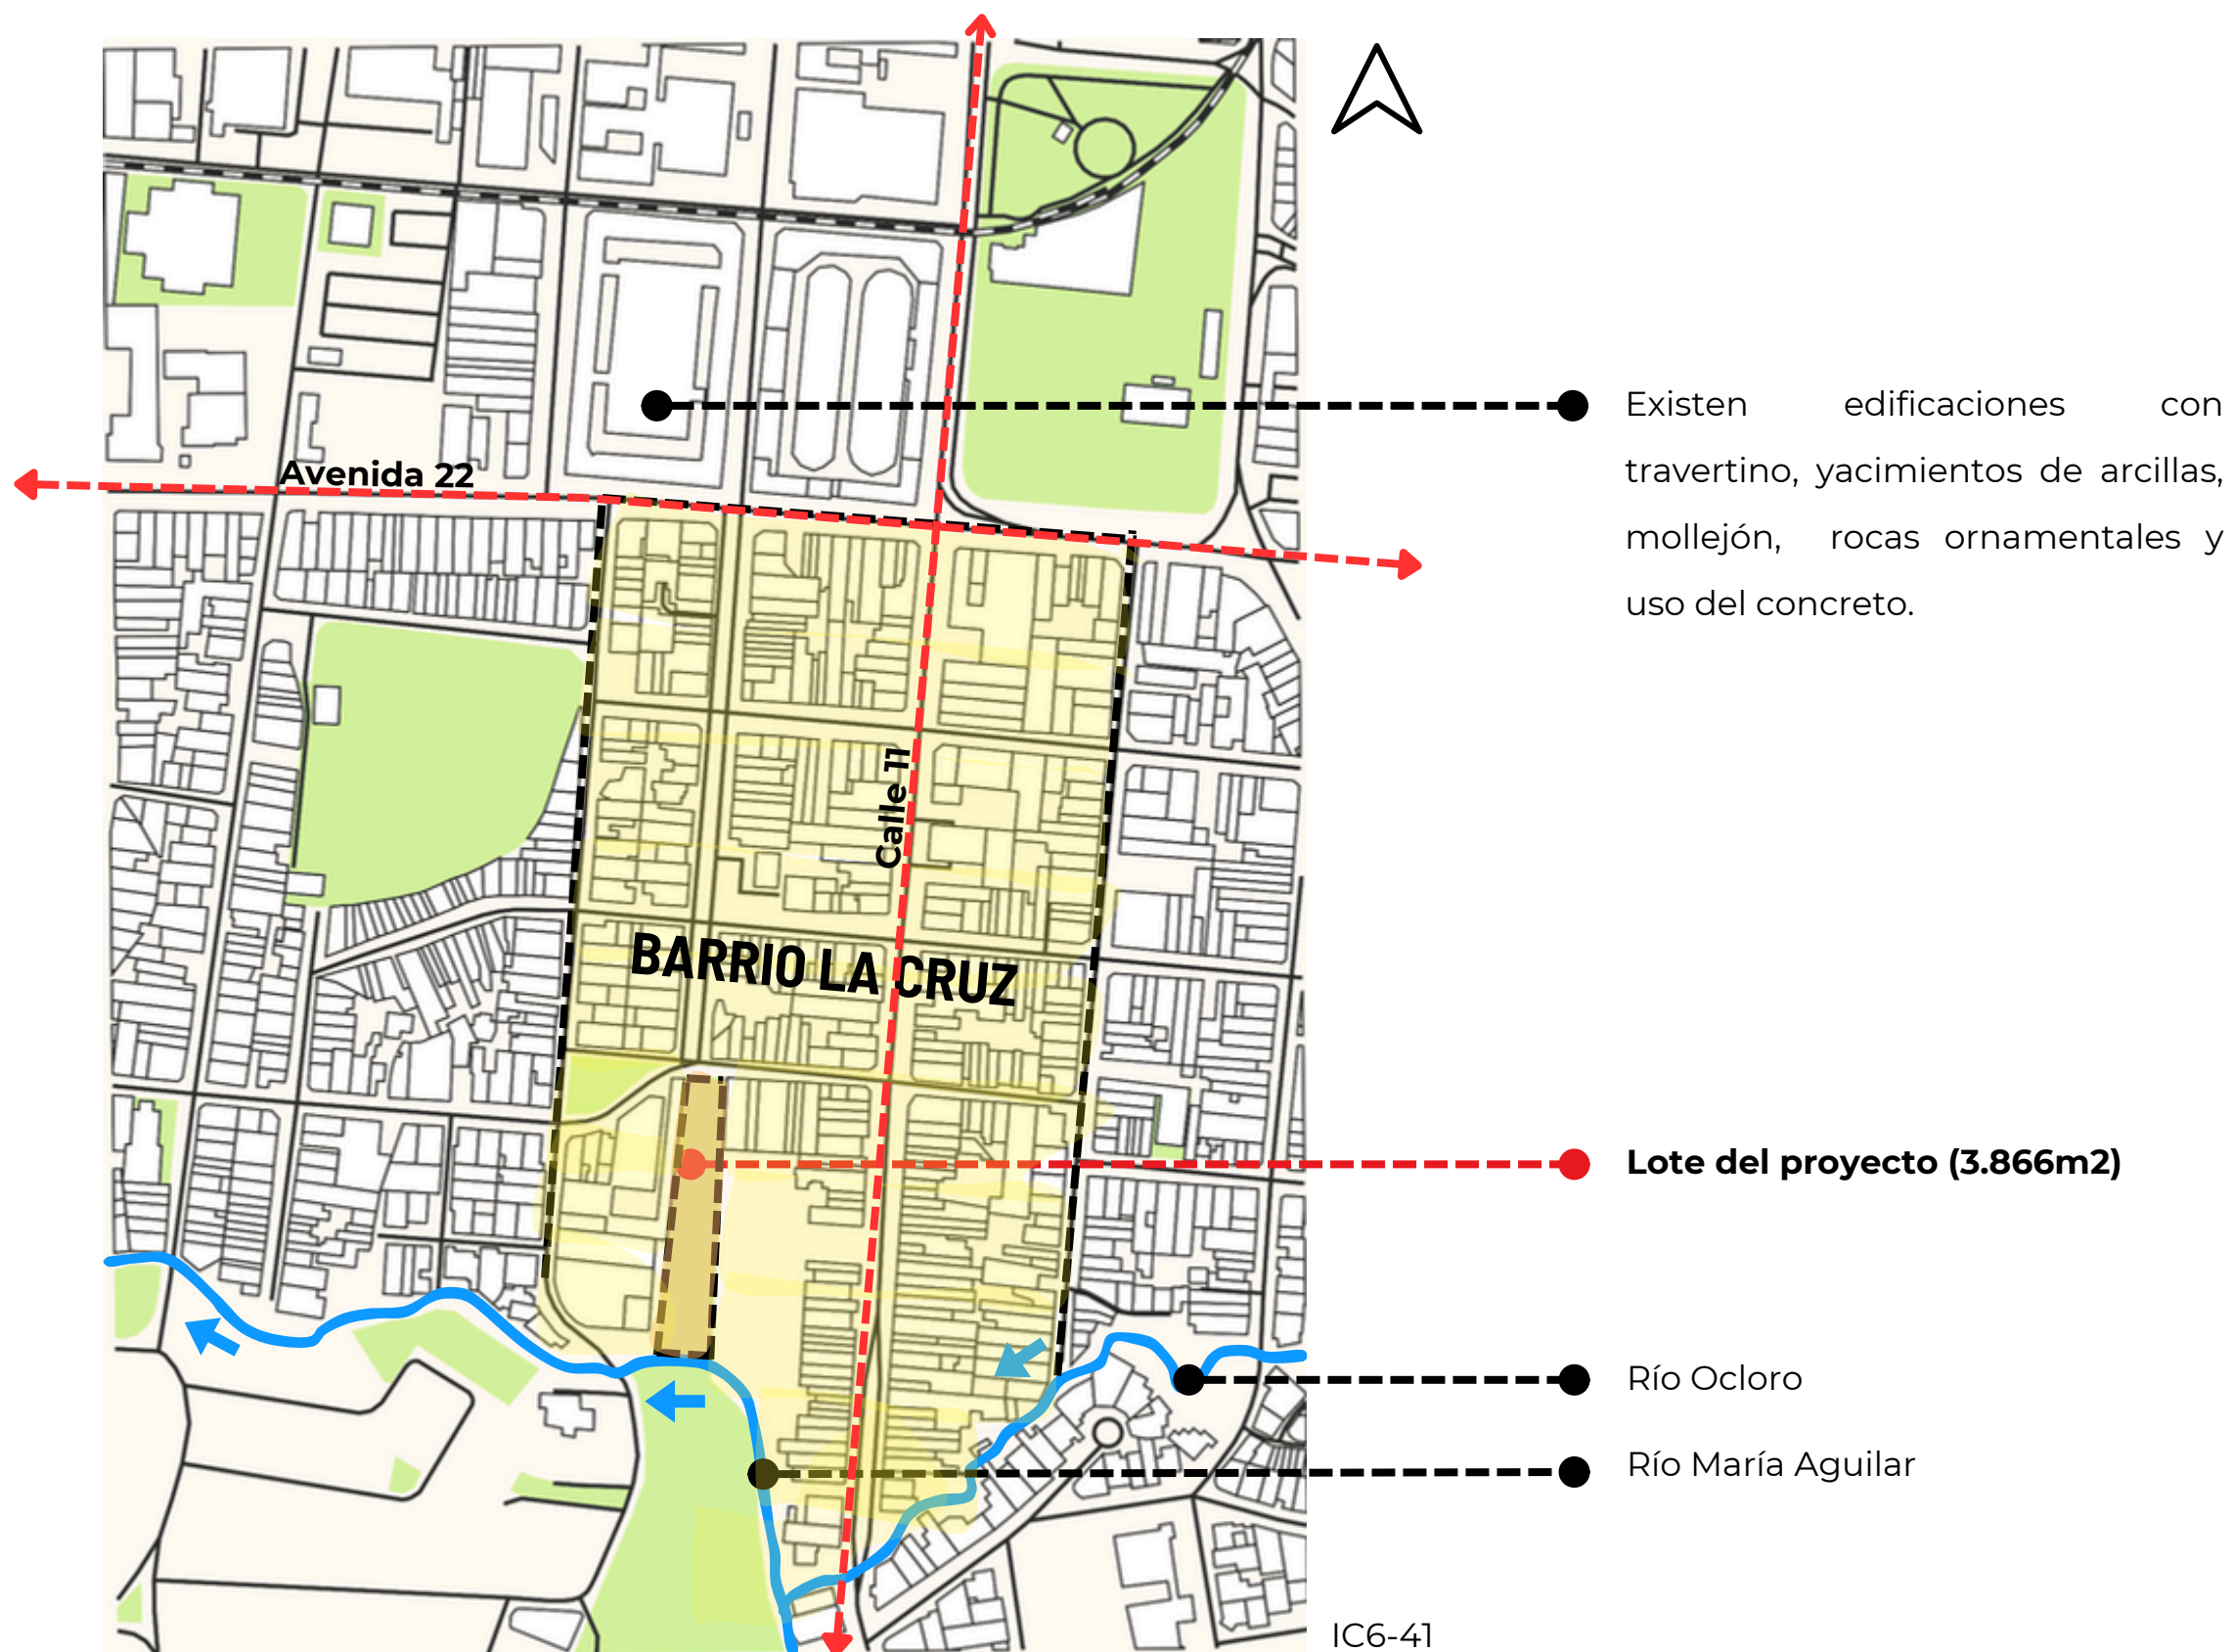 Existen edificaciones con
travertino, yacimientos de arcillas,
mollejón, rocas ornamentales y
uso del concreto.
Avenida 22
Calle 11
BARRIO LA CRUZ
Lote del proyecto (3.866m2)
Río Ocloro
Río María Aguilar
IC6-41